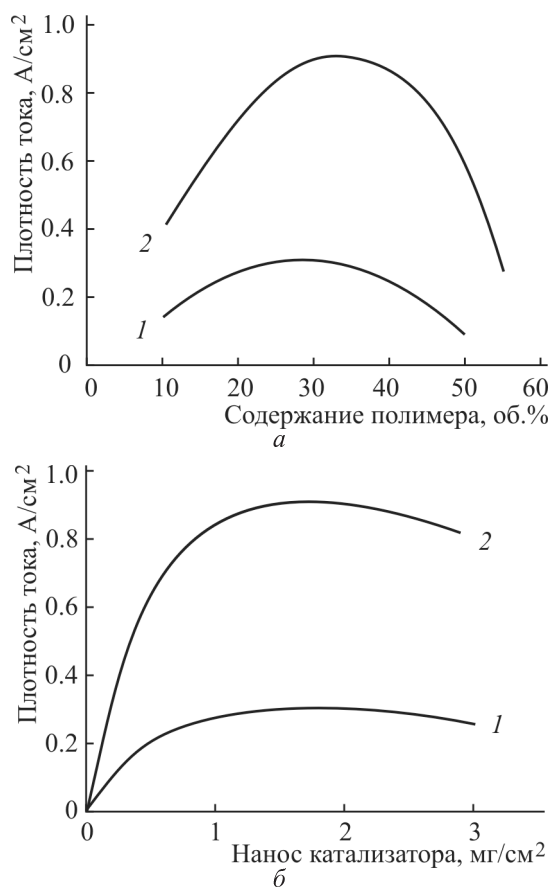 Плотность тока, А/см²
1.0
0.8
0.6
0.4
0.2
0
2
1
0 10 20 30 40 50 60
Содержание полимера, об.%
а
Плотность тока, А/см²
1.0
0.8
0.6
0.4
0.2
0
2
1
0 1 2 3
Нанос катализатора, мг/см²
б